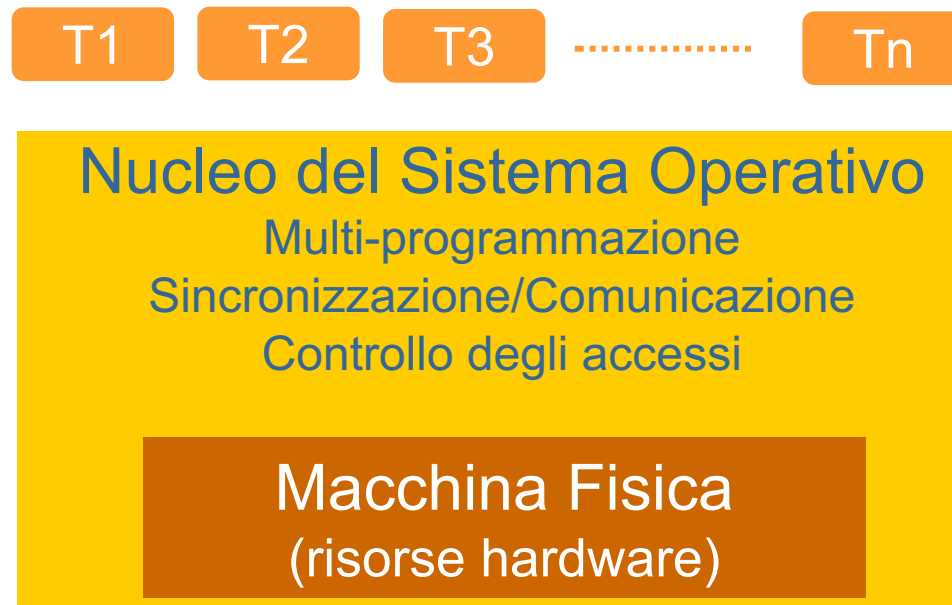 T1 T2 T3 Tn
Nucleo del Sistema Operativo
Multi-programmazione
Sincronizzazione/Comunicazione
Controllo degli accessi
Macchina Fisica
(risorse hardware)